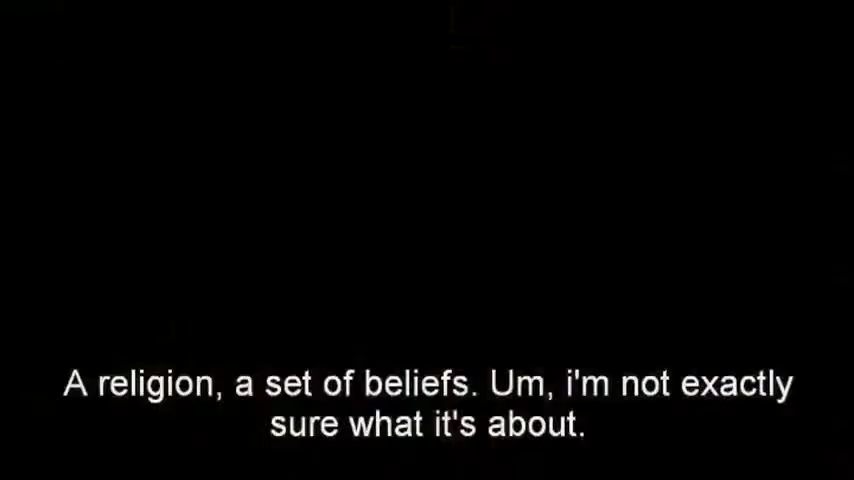 A religion, a set of beliefs. Um, i'm not exactly
sure what it's about.